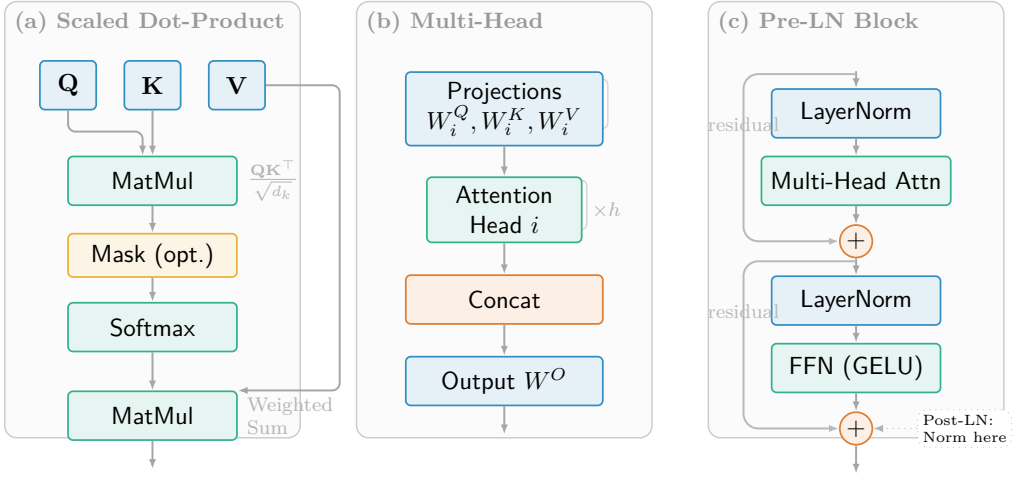 (a) Scaled Dot-Product
Q K V
MatMul
QK⊤
√dk
Mask (opt.)
Softmax
MatMul
Weighted
Sum
(b) Multi-Head
Projections
W_i^Q, W_i^K, W_i^V
Attention
Head i
×h
Concat
Output W^O
(c) Pre-LN Block
LayerNorm
residual
Multi-Head Attn
+
LayerNorm
residual
FFN (GELU)
+
Post-LN:
Norm here